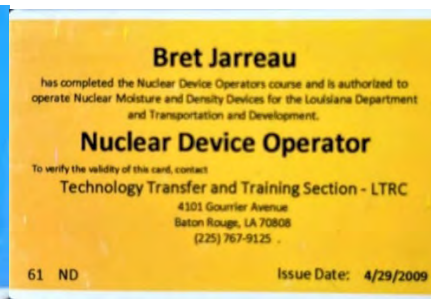 Bret Jarreau
has completed the Nuclear Device Operators course and is authorized to
operate Nuclear Moisture and Density Devices for the Louisiana Department
and Transportation and Development.
Nuclear Device Operator
To verify the validity of this card, contact
Technology Transfer and Training Section - LTRC
4101 Gourrier Avenue
Baton Rouge, LA 70808
(225) 767-9125
61 ND Issue Date: 4/29/2009